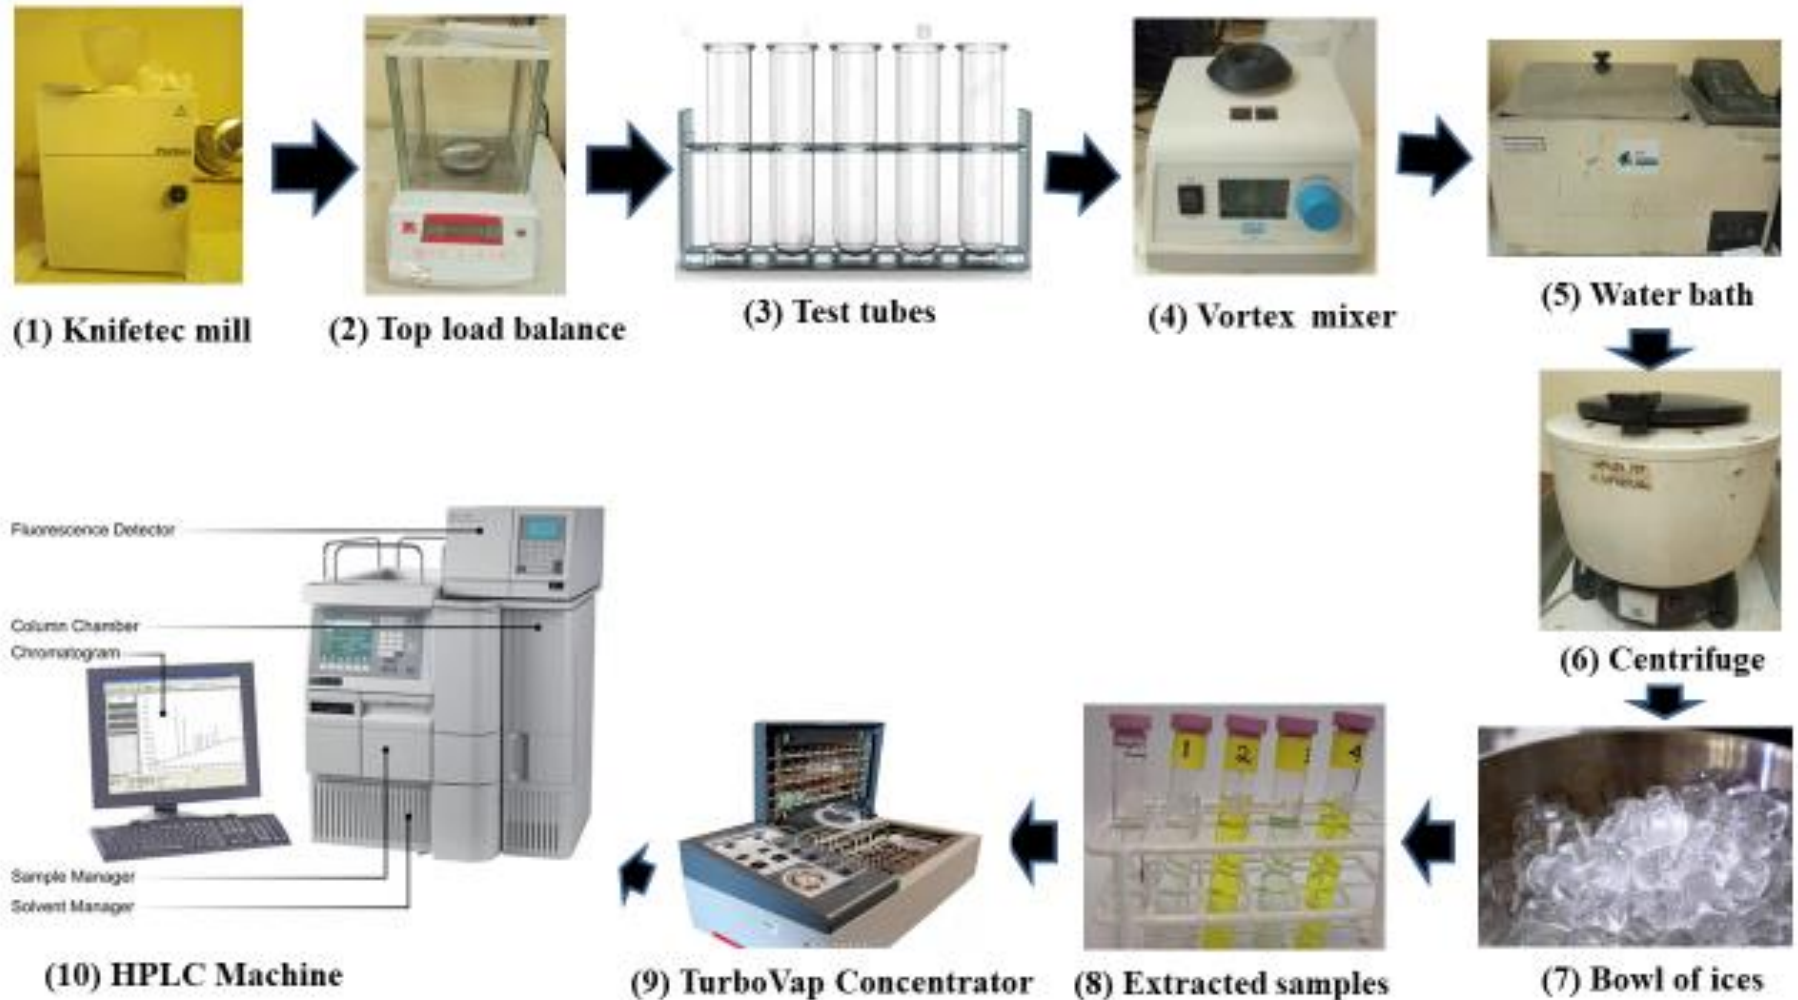 (1) Knifetec mill
(2) Top load balance
(3) Test tubes
(4) Vortex mixer
(5) Water bath
(6) Centrifuge
(7) Bowl of ices
1
2
3
4
(8) Extracted samples
(9) TurboVap Concentrator
Fluorescence Detector
Column Chamber
Chromatogram
Sample Manager
Solvent Manager
(10) HPLC Machine